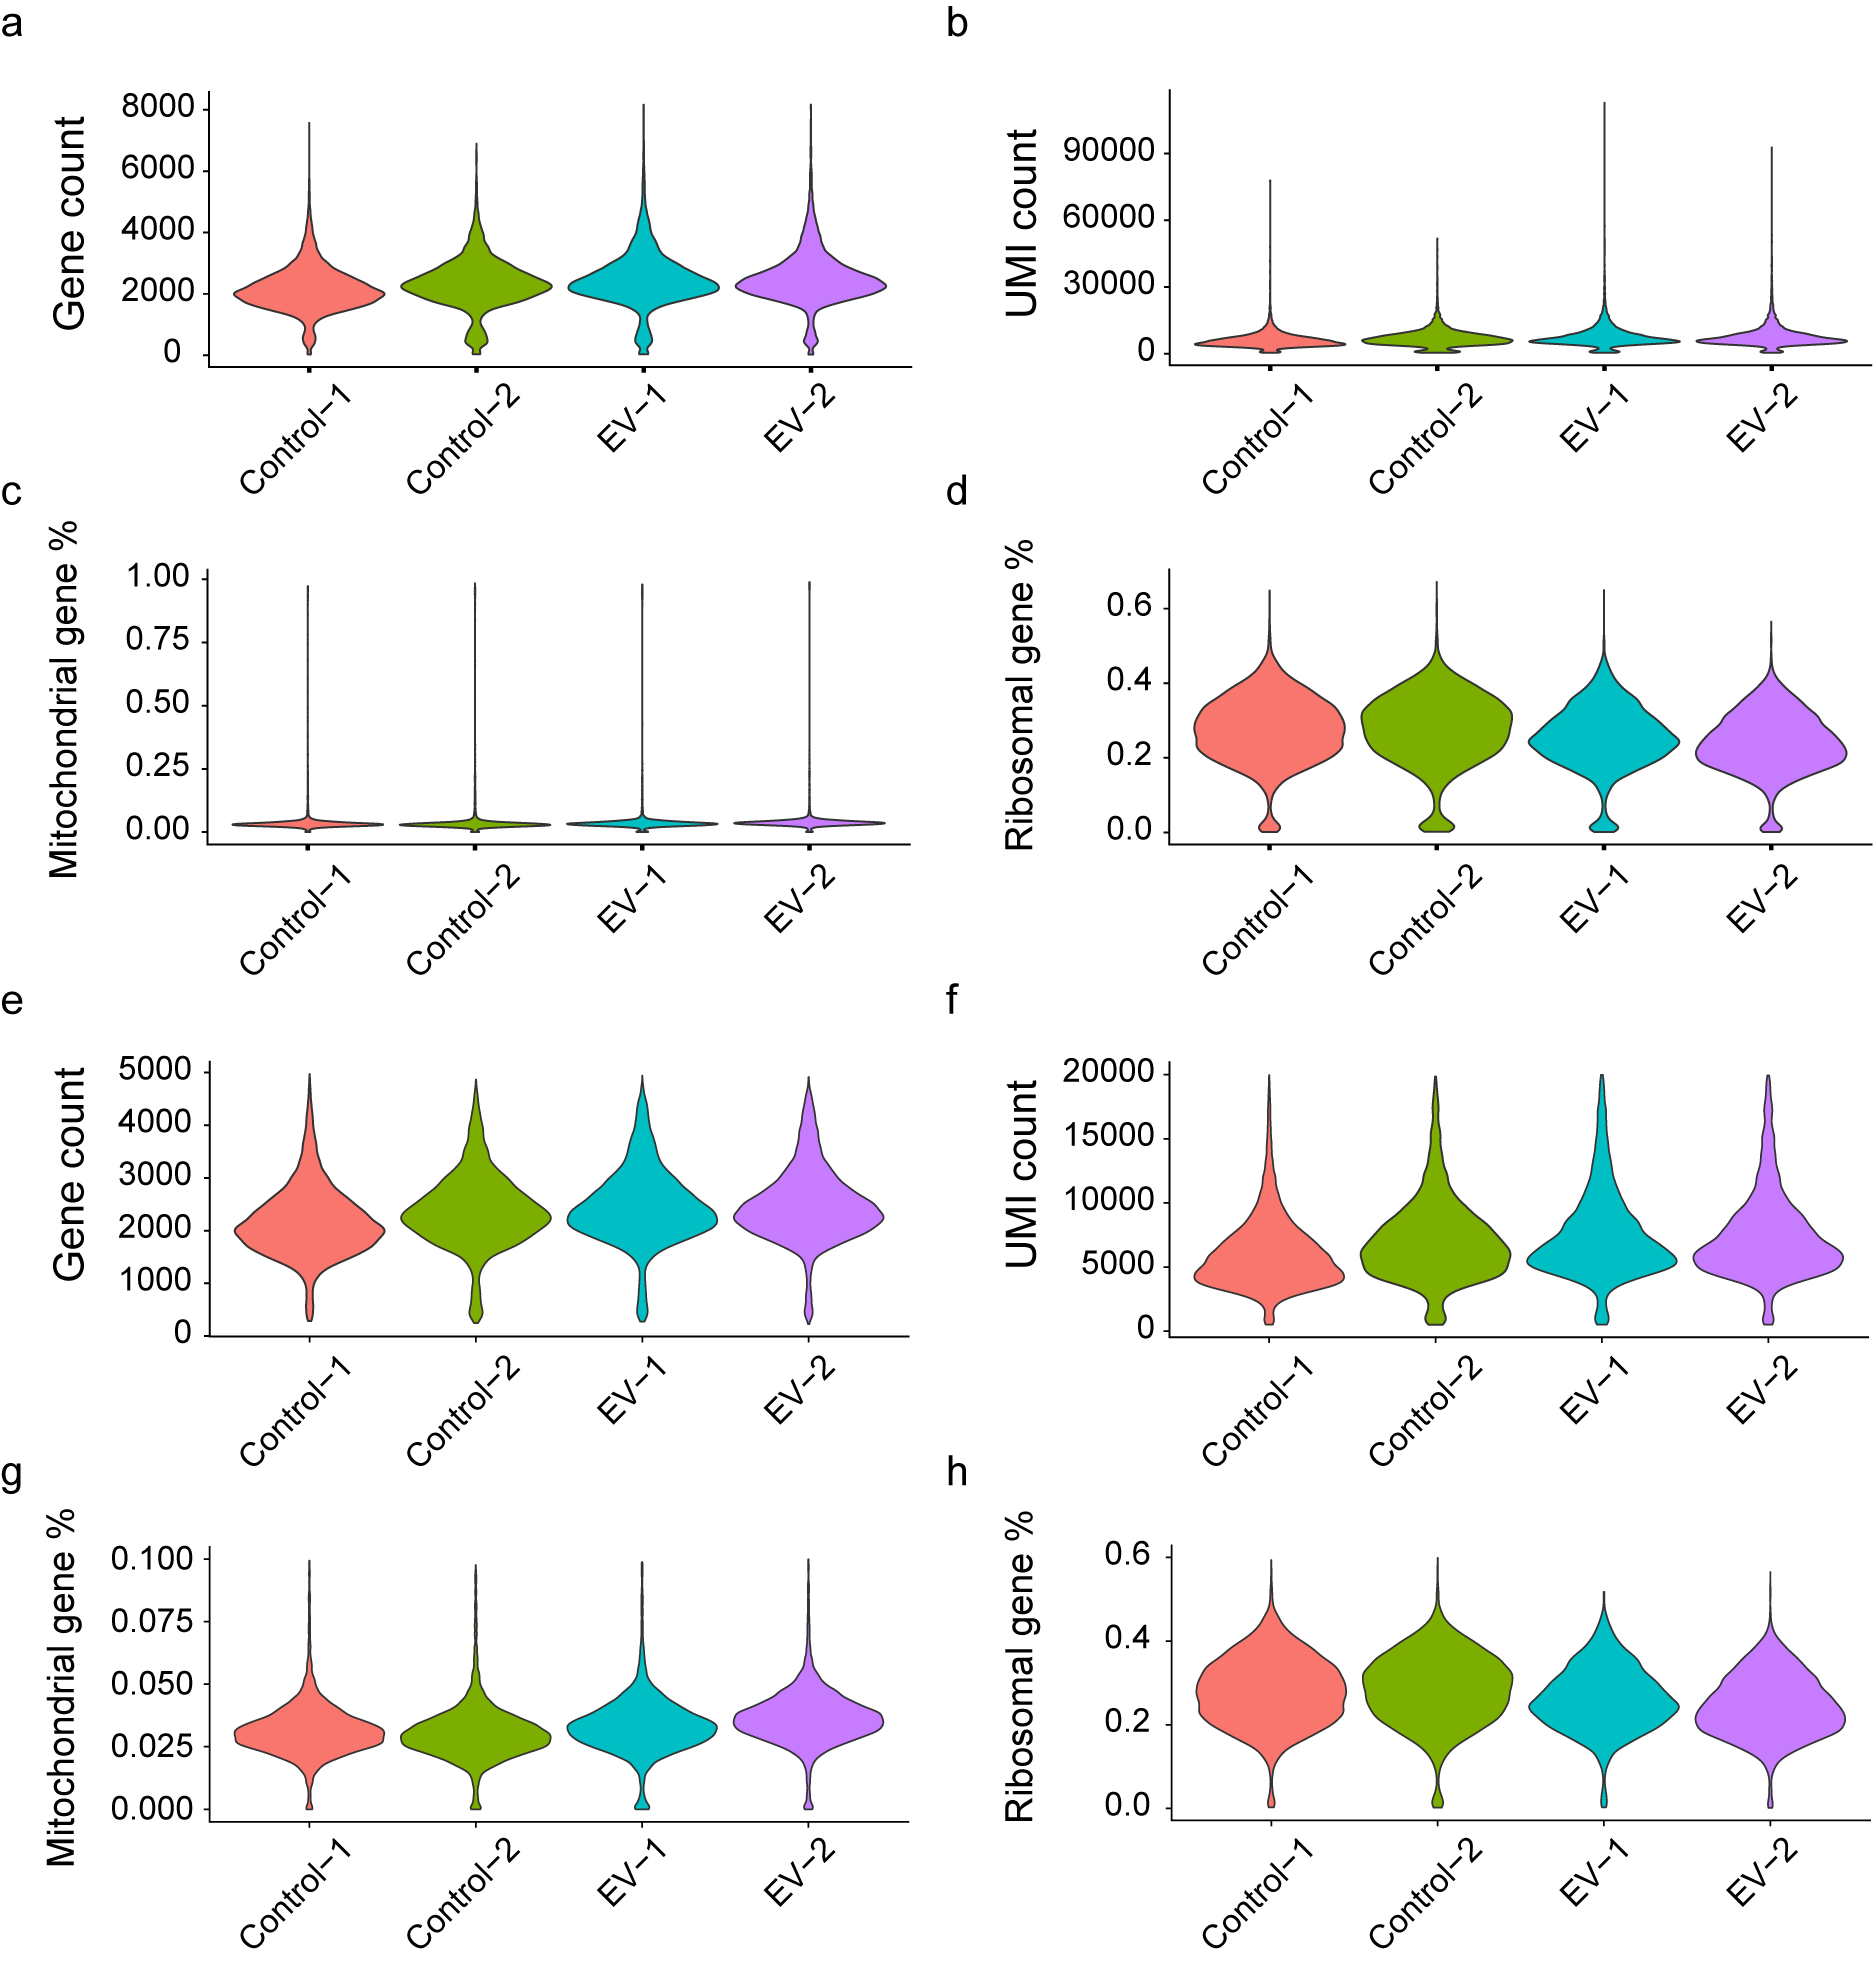 a
Gene count
8000
6000
4000
2000
0
Control−1
Control−2
EV−1
EV−2
b
UMI count
90000
60000
30000
0
Control−1
Control−2
EV−1
EV−2
c
Mitochondrial gene %
1.00
0.75
0.50
0.25
0.00
Control−1
Control−2
EV−1
EV−2
d
Ribosomal gene %
0.6
0.4
0.2
0.0
Control−1
Control−2
EV−1
EV−2
e
Gene count
5000
4000
3000
2000
1000
0
Control−1
Control−2
EV−1
EV−2
f
UMI count
20000
15000
10000
5000
0
Control−1
Control−2
EV−1
EV−2
g
Mitochondrial gene %
0.100
0.075
0.050
0.025
0.000
Control−1
Control−2
EV−1
EV−2
h
Ribosomal gene %
0.6
0.4
0.2
0.0
Control−1
Control−2
EV−1
EV−2